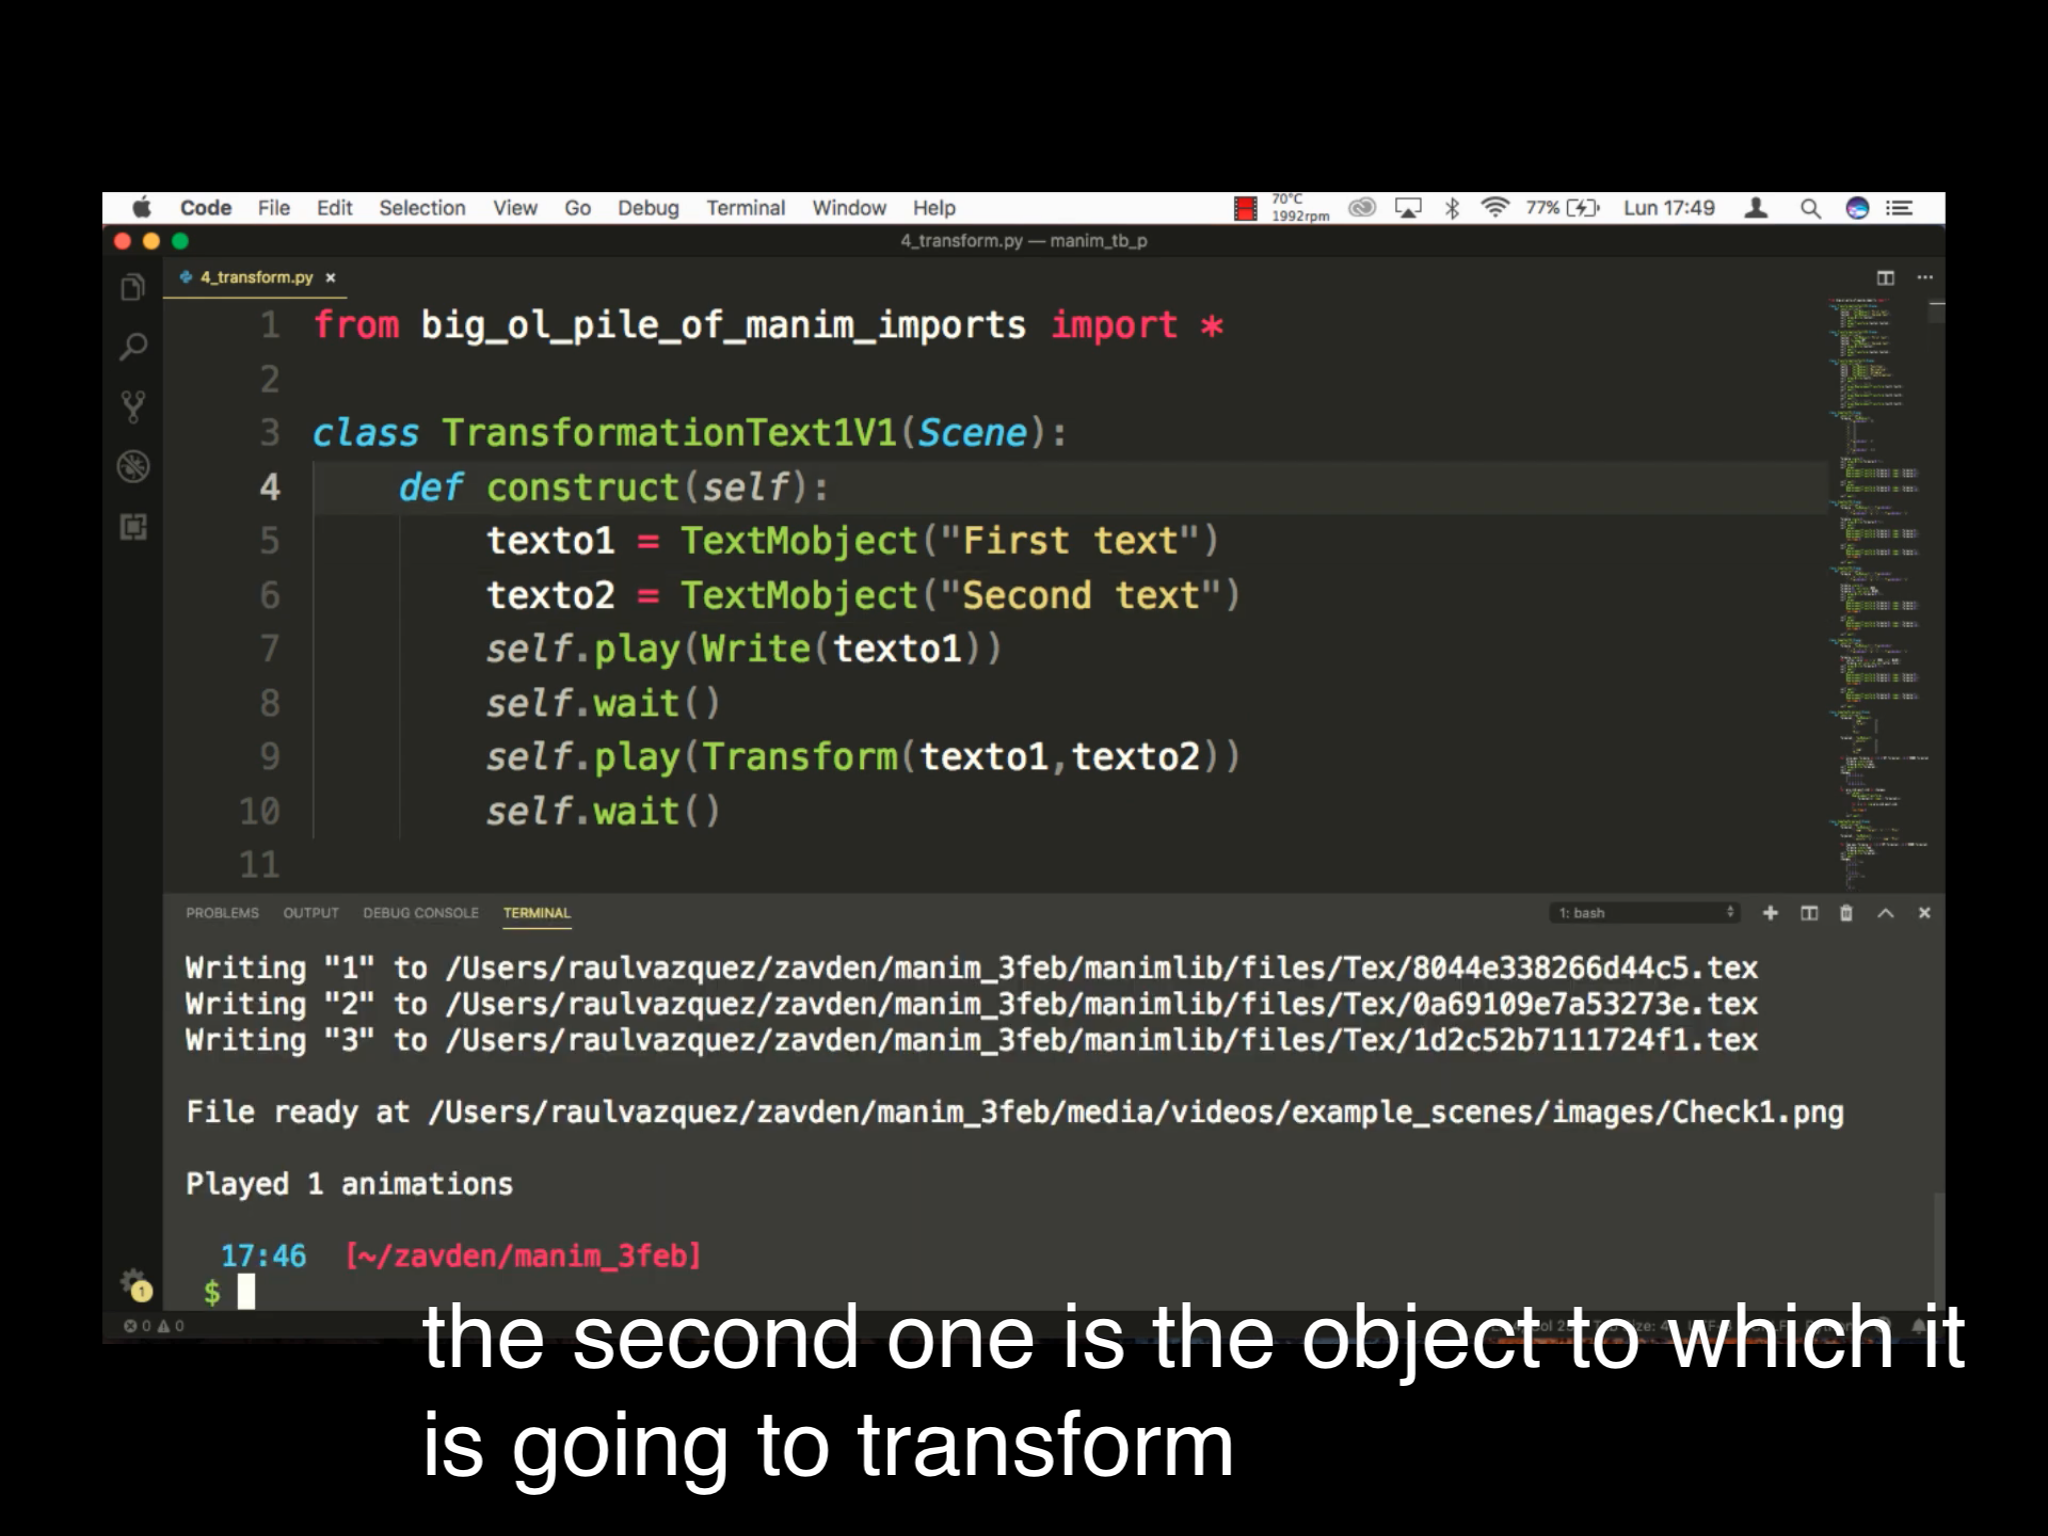 Code File Edit Selection View Go Debug Terminal Window Help 70°C 1992rpm 77% Lun 17:49
4_transform.py — manim_tb_p
4_transform.py ×
1 from big_ol_pile_of_manim_imports import *
2
3 class TransformationText1V1(Scene):
4 def construct(self):
5 texto1 = TextMobject("First text")
6 texto2 = TextMobject("Second text")
7 self.play(Write(texto1))
8 self.wait()
9 self.play(Transform(texto1,texto2))
10 self.wait()
11
PROBLEMS OUTPUT DEBUG CONSOLE TERMINAL 1: bash
Writing "1" to /Users/raulvazquez/zavden/manim_3feb/manimlib/files/Tex/8044e338266d44c5.tex
Writing "2" to /Users/raulvazquez/zavden/manim_3feb/manimlib/files/Tex/0a69109e7a53273e.tex
Writing "3" to /Users/raulvazquez/zavden/manim_3feb/manimlib/files/Tex/1d2c52b7111724f1.tex
File ready at /Users/raulvazquez/zavden/manim_3feb/media/videos/example_scenes/images/Check1.png
Played 1 animations
17:46 [~/zavden/manim_3feb]
$
1
0 0
the second one is the object to which it
is going to transform